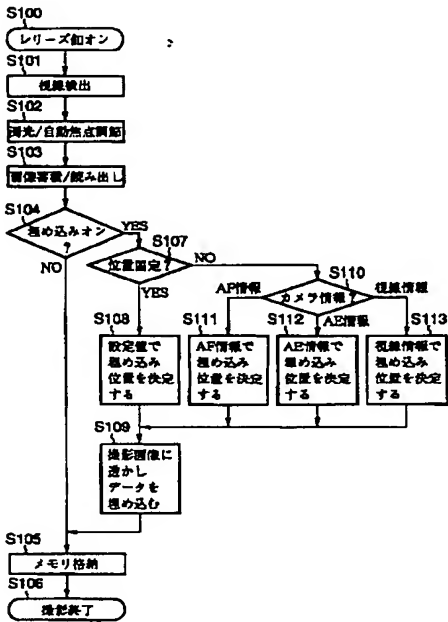 S100
レリーズ釦オン
S101
視線検出
S102
測光/自動焦点調節
S103
画像蓄積/読み出し
S104
埋め込みオン
?
YES
NO
S107
位置固定?
NO
YES
S110
カメラ情報?
AF情報
AE情報
視線情報
S108
設定値で
埋め込み
位置を決定
する
S111
AF情報で
埋め込み
位置を決定
する
S112
AE情報で
埋め込み
位置を決定
する
S113
視線情報で
埋め込み
位置を決定
する
S109
撮影画像に
透かし
データを
埋め込む
S105
メモリ格納
S106
撮影終了